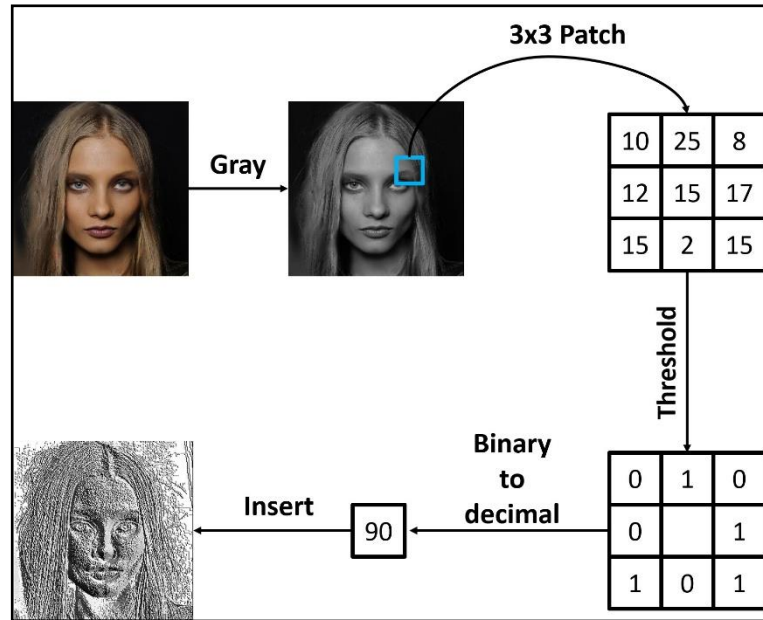 3x3 Patch
Gray
10 25 8
12 15 17
15 2 15
Threshold
Binary
to
decimal
0 1 0
0 1
1 0 1
90
Insert